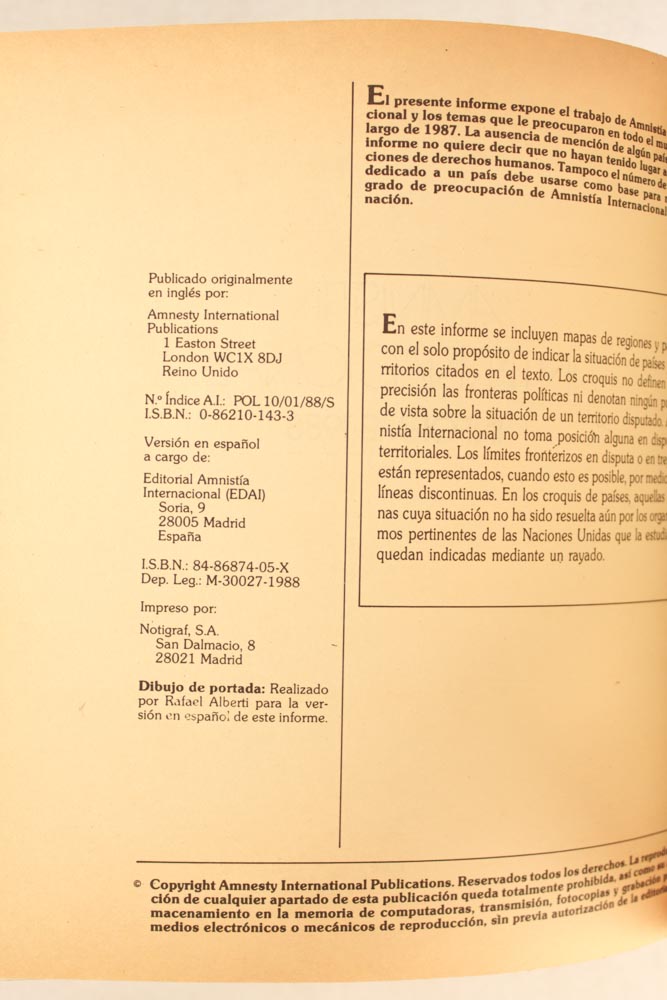 Publicado originalmente
en inglés por:
Amnesty International
Publications
1 Easton Street
London WC1X 8DJ
Reino Unido
N.º Índice A.I.: POL 10/01/88/S
I.S.B.N.: 0-86210-143-3
Versión en español
a cargo de:
Editorial Amnistía
Internacional (EDAI)
Soria, 9
28005 Madrid
España
I.S.B.N.: 84-86874-05-X
Dep. Leg.: M-30027-1988
Impreso por:
Notigraf, S.A.
San Dalmacio, 8
28021 Madrid
Dibujo de portada: Realizado
por Rafael Alberti para la ver-
sión en español de este informe.
El presente informe expone el trabajo de Amnistía
cional y los temas que le preocuparon en todo el mu
largo de 1987. La ausencia de mención de algún país
informe no quiere decir que no hayan tenido lugar
ciones de derechos humanos. Tampoco el número de
dedicado a un país debe usarse como base para
grado de preocupación de Amnistía Internacional
nación.
En este informe se incluyen mapas de regiones y p
con el solo propósito de indicar la situación de países
rritorios citados en el texto. Los croquis no definen
precisión las fronteras políticas ni denotan ningún pu
de vista sobre la situación de un territorio disputado.
nistía Internacional no toma posición alguna en disp
territoriales. Los límites fronterizos en disputa o en tre
están representados, cuando esto es posible, por medio
líneas discontinuas. En los croquis de países, aquellas
nas cuya situación no ha sido resuelta aún por los orga
mos pertinentes de las Naciones Unidas que la estudi
quedan indicadas mediante un rayado.
© Copyright Amnesty International Publications. Reservados todos los derechos. La reprodu
ción de cualquier apartado de esta publicación queda totalmente prohibida, así como su
macenamiento en la memoria de computadoras, transmisión, fotocopias y grabación
medios electrónicos o mecánicos de reproducción, sin previa autorización de la editorial